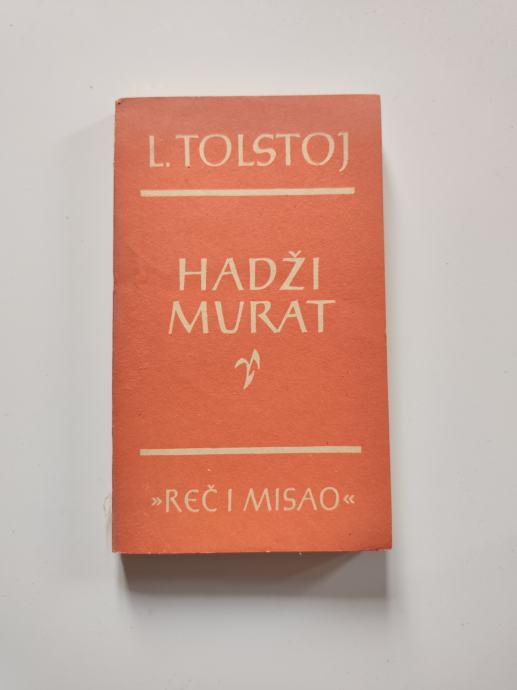 L. TOLSTOJ
HADŽI
MURAT
»REČ I MISAO«